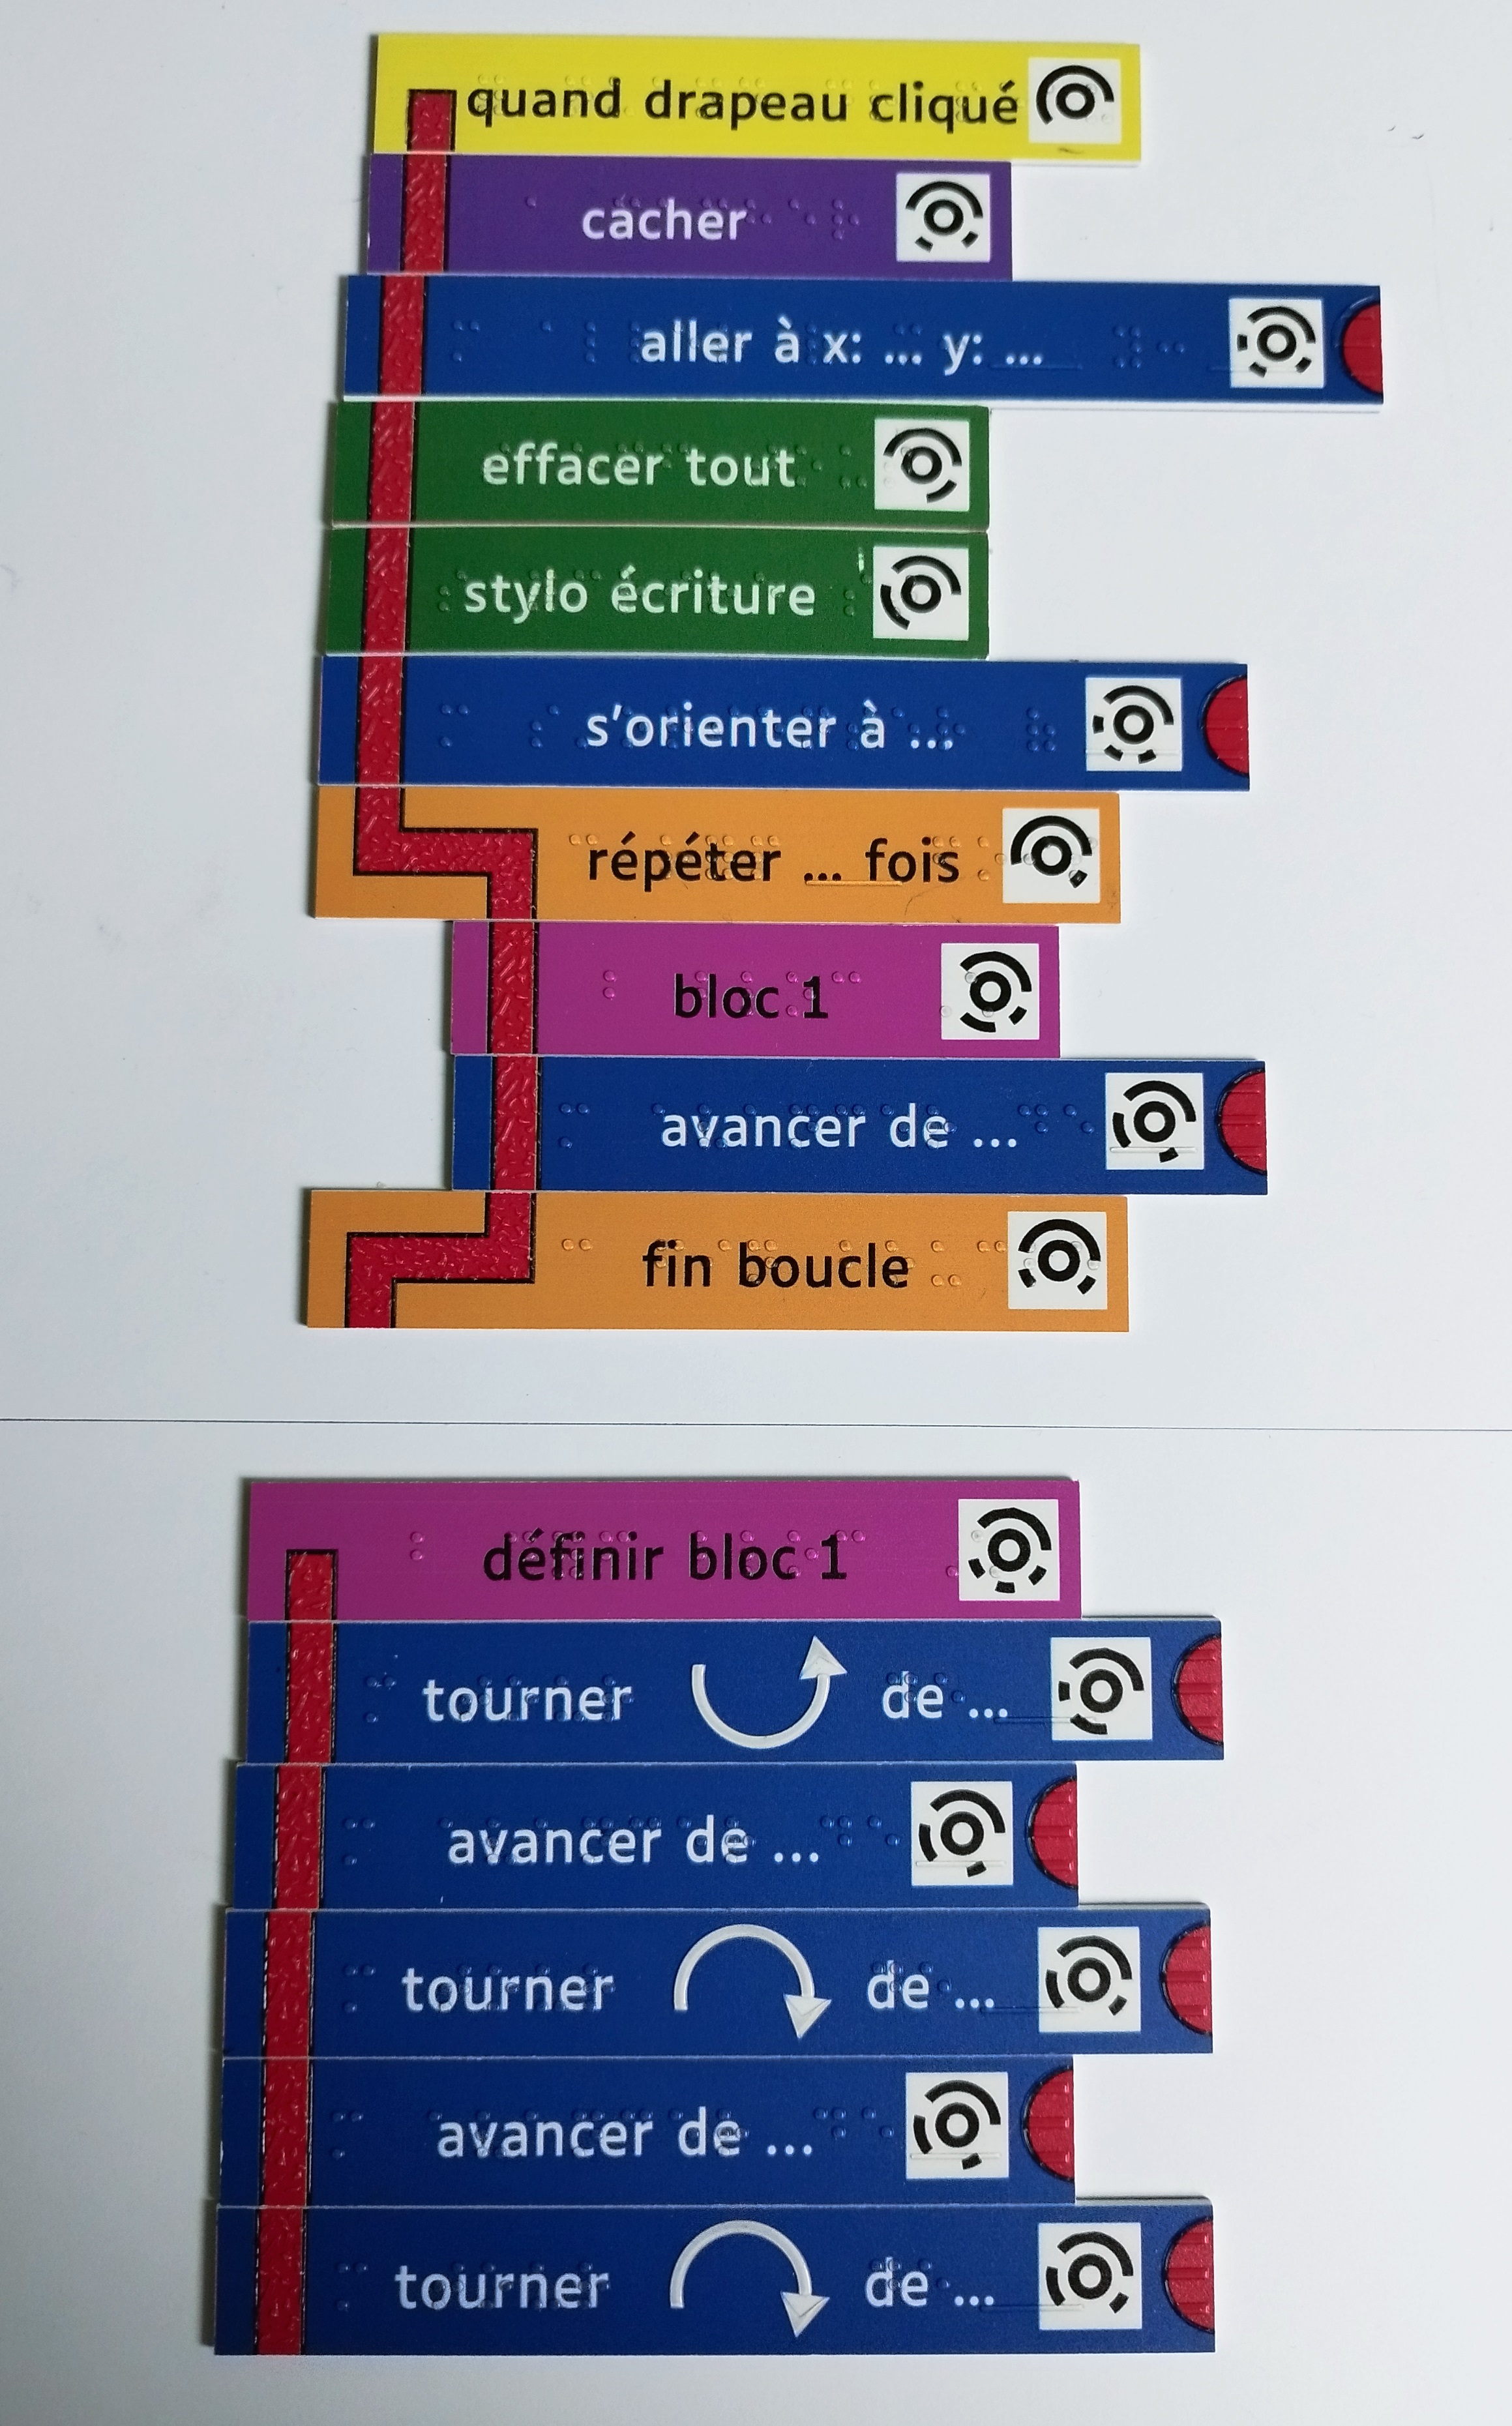 quand drapeau cliqué
cacher
aller à x: ... y: ...
effacer tout
stylo écriture
s'orienter à ...
répéter ... fois
bloc 1
avancer de ...
fin boucle
définir bloc 1
tourner de ...
avancer de ...
tourner de ...
avancer de ...
tourner de ...